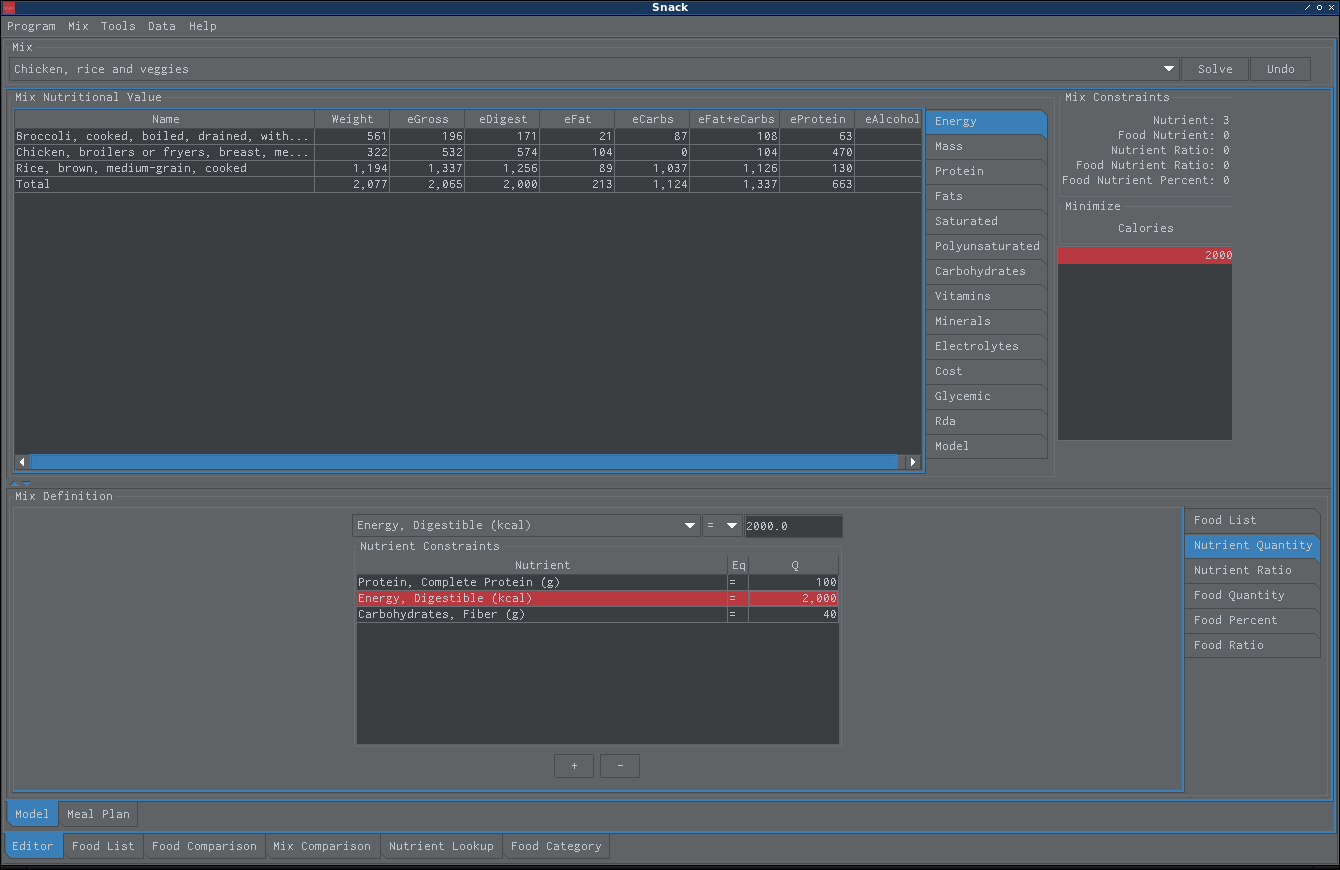 Snack
Program Mix Tools Data Help
Mix
Chicken, rice and veggies Solve Undo
Mix Nutritional Value
Name Weight eGross eDigest eFat eCarbs eFat+eCarbs eProtein eAlcohol
Broccoli, cooked, boiled, drained, with... 561 196 171 21 87 108 63
Chicken, broilers or fryers, breast, me... 322 532 574 104 0 104 470
Rice, brown, medium-grain, cooked 1,194 1,337 1,256 89 1,037 1,126 130
Total 2,077 2,065 2,000 213 1,124 1,337 663
Energy
Mass
Protein
Fats
Saturated
Polyunsaturated
Carbohydrates
Vitamins
Minerals
Electrolytes
Cost
Glycemic
Rda
Model
Mix Constraints
Nutrient: 3
Food Nutrient: 0
Nutrient Ratio: 0
Food Nutrient Ratio: 0
Food Nutrient Percent: 0
Minimize
Calories
2000
Mix Definition
Energy, Digestible (kcal) = 2000.0
Nutrient Constraints
Nutrient Eq Q
Protein, Complete Protein (g) = 100
Energy, Digestible (kcal) = 2,000
Carbohydrates, Fiber (g) = 40
+ -
Food List
Nutrient Quantity
Nutrient Ratio
Food Quantity
Food Percent
Food Ratio
Model Meal Plan
Editor Food List Food Comparison Mix Comparison Nutrient Lookup Food Category